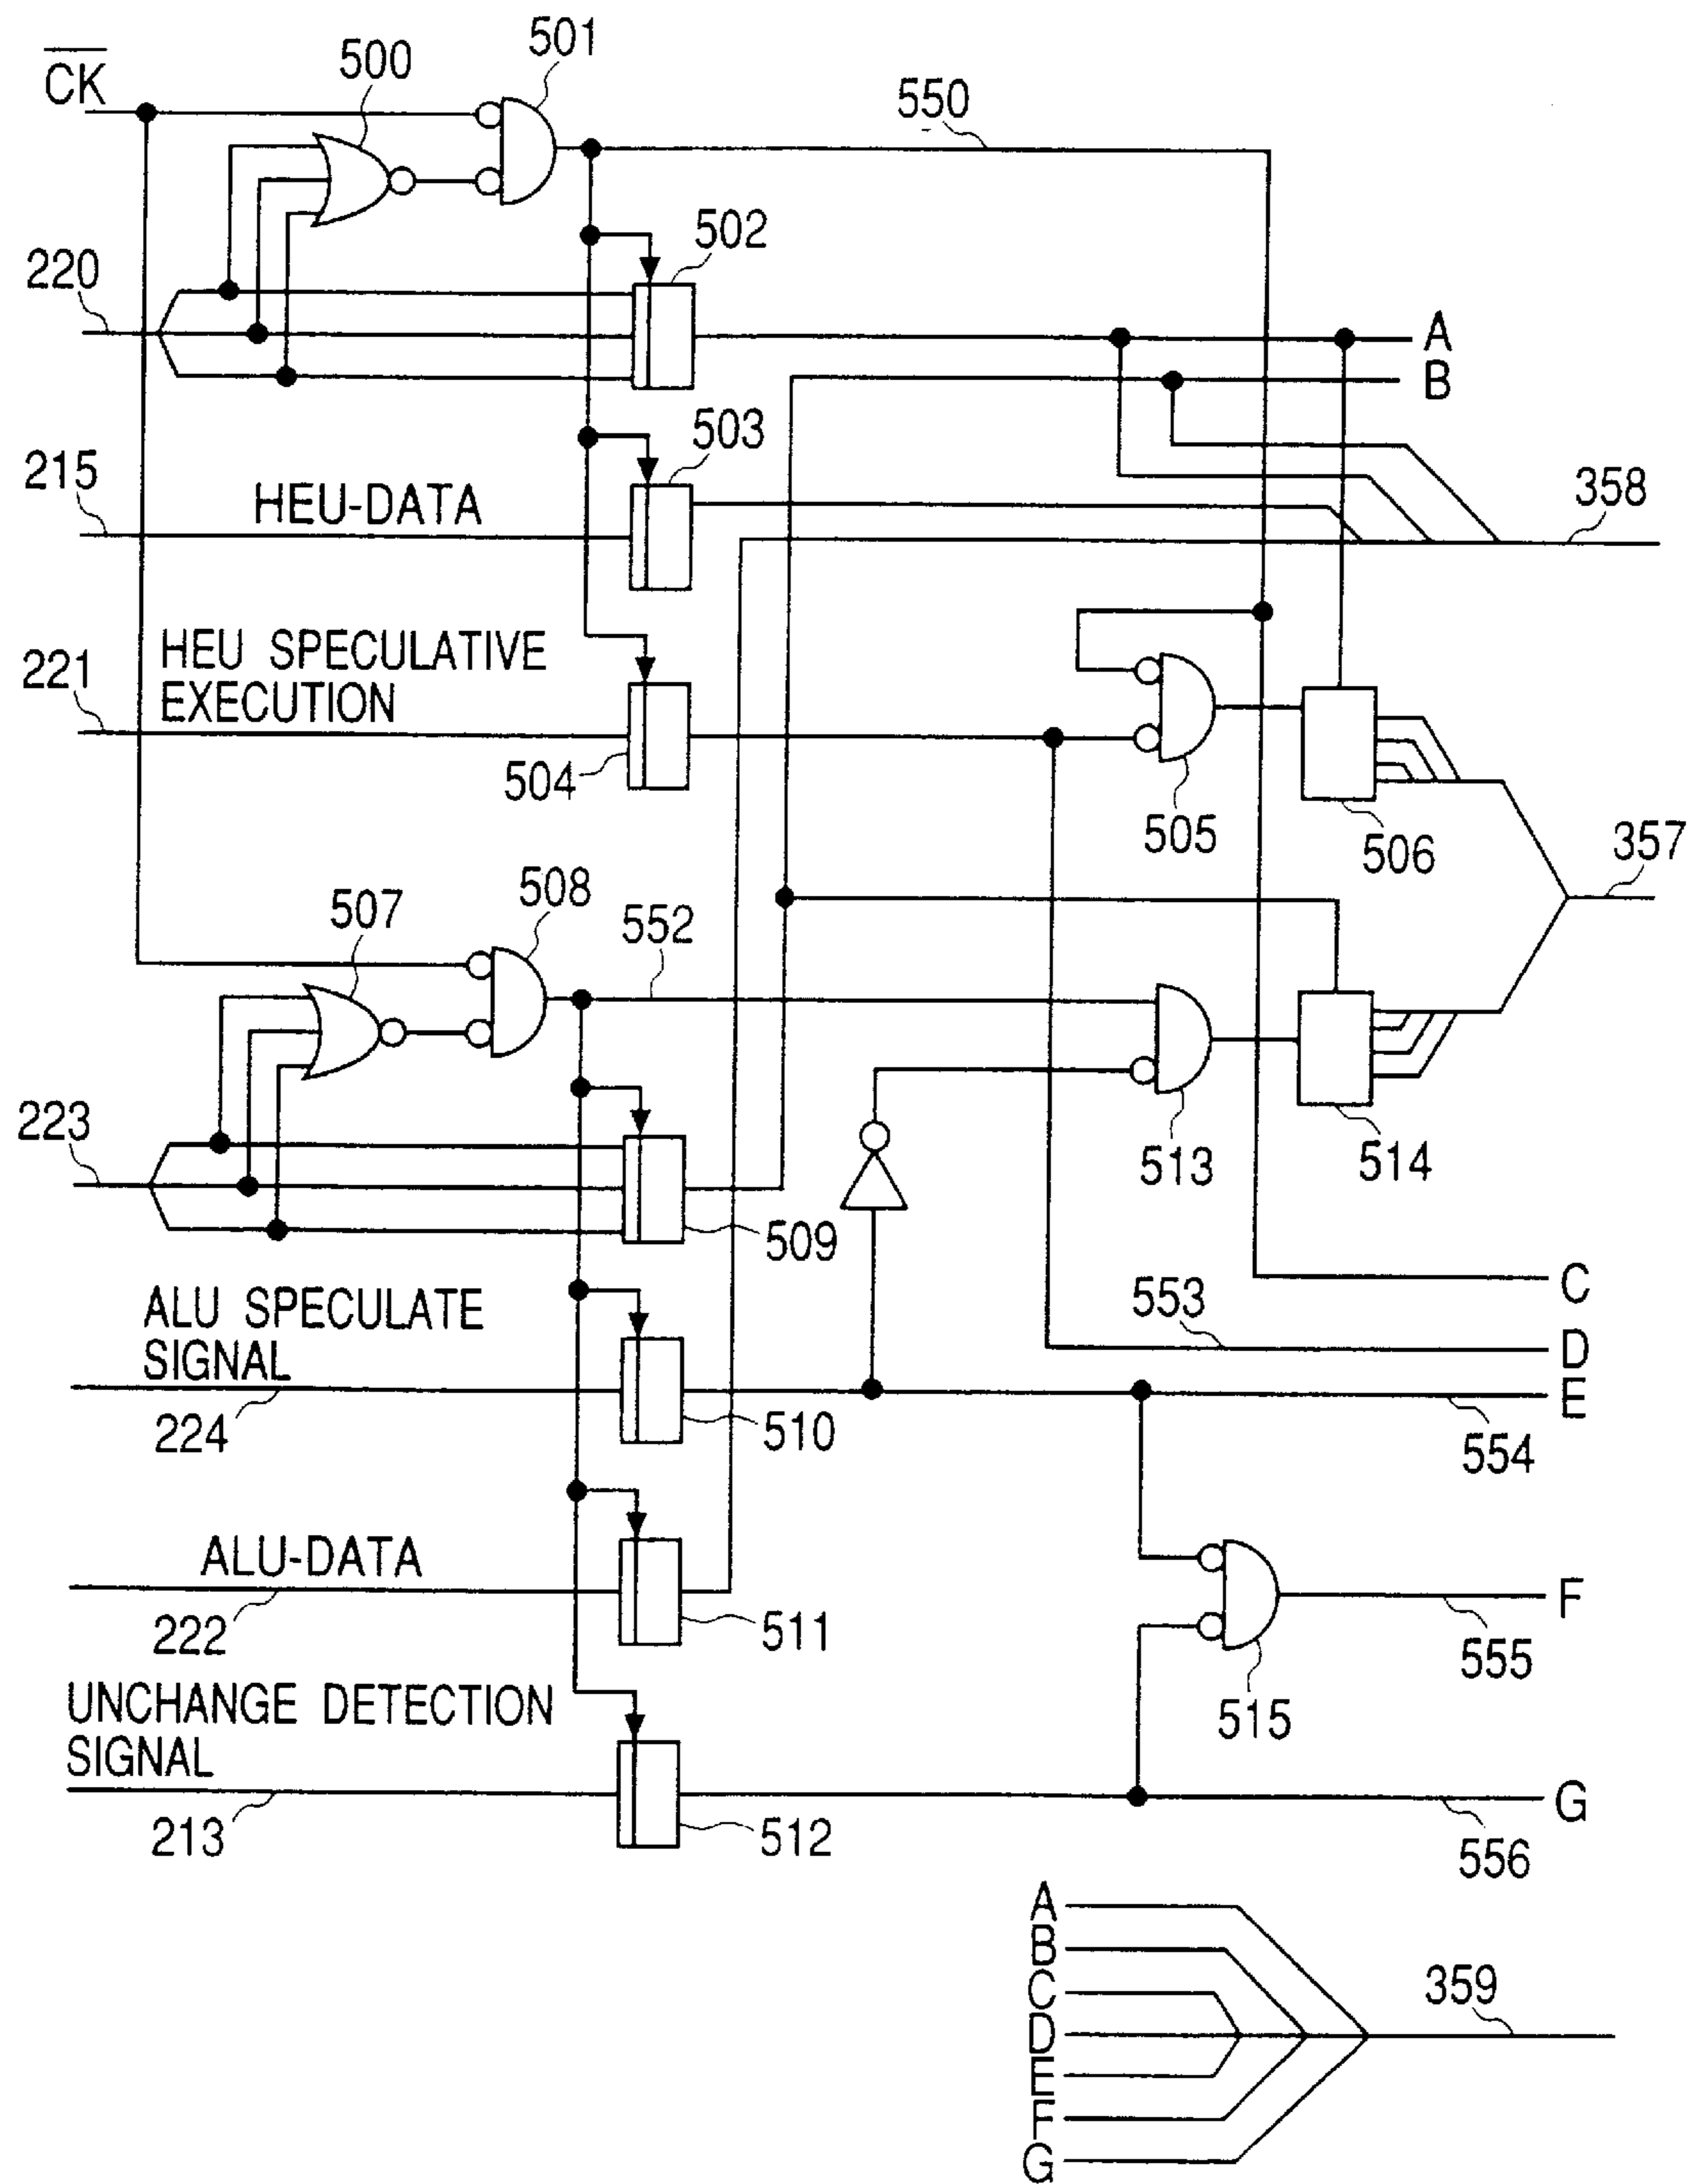 CK
500
501
550
502
220
A
B
503
215
HEU-DATA
358
221
HEU SPECULATIVE
EXECUTION
504
505
506
357
507
508
552
223
509
513
514
ALU SPECULATE
SIGNAL
C
553
D
E
224
510
554
ALU-DATA
222
511
F
555
515
UNCHANGE DETECTION
SIGNAL
213
512
G
556
A
B
C
D
E
F
G
359